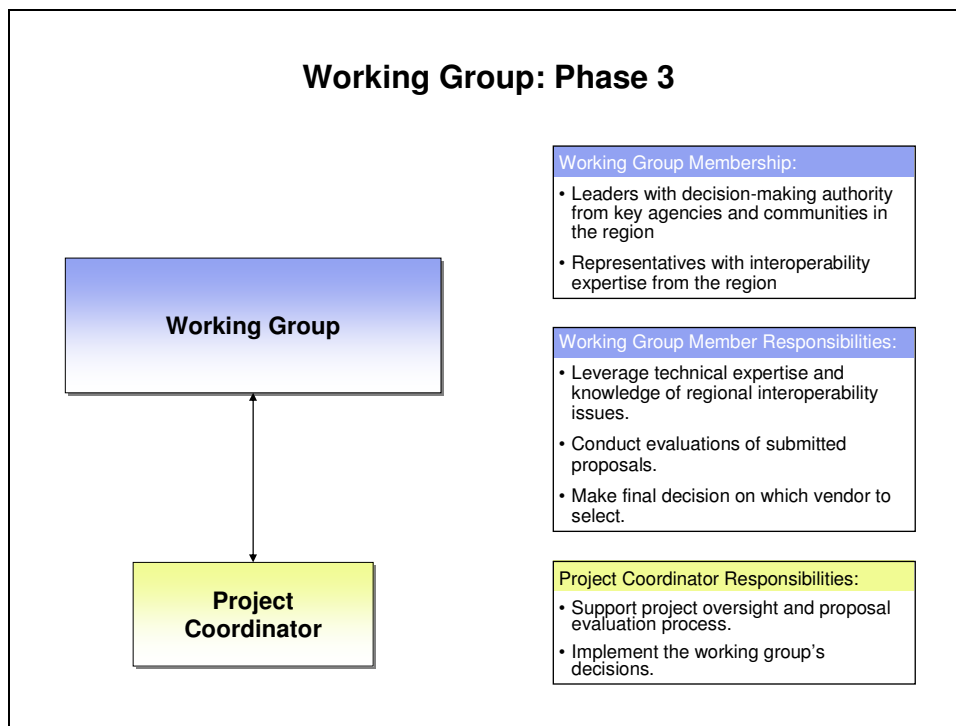 Working Group: Phase 3
Working Group
Project
Coordinator
Working Group Membership:
• Leaders with decision-making authority
from key agencies and communities in
the region
• Representatives with interoperability
expertise from the region
Working Group Member Responsibilities:
• Leverage technical expertise and
knowledge of regional interoperability
issues.
• Conduct evaluations of submitted
proposals.
• Make final decision on which vendor to
select.
Project Coordinator Responsibilities:
• Support project oversight and proposal
evaluation process.
• Implement the working group’s
decisions.